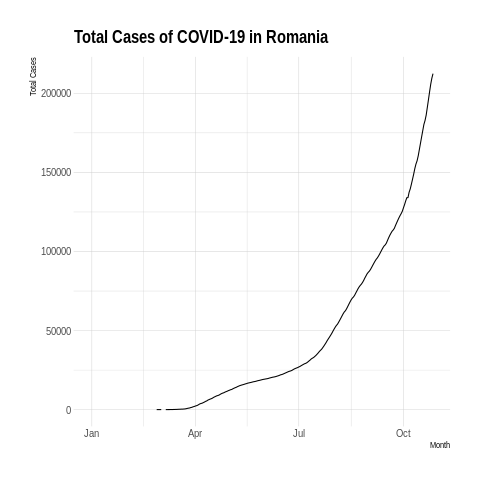 Total Cases of COVID-19 in Romania
Total Cases
200000
150000
100000
50000
0
Jan Apr Jul Oct
Month